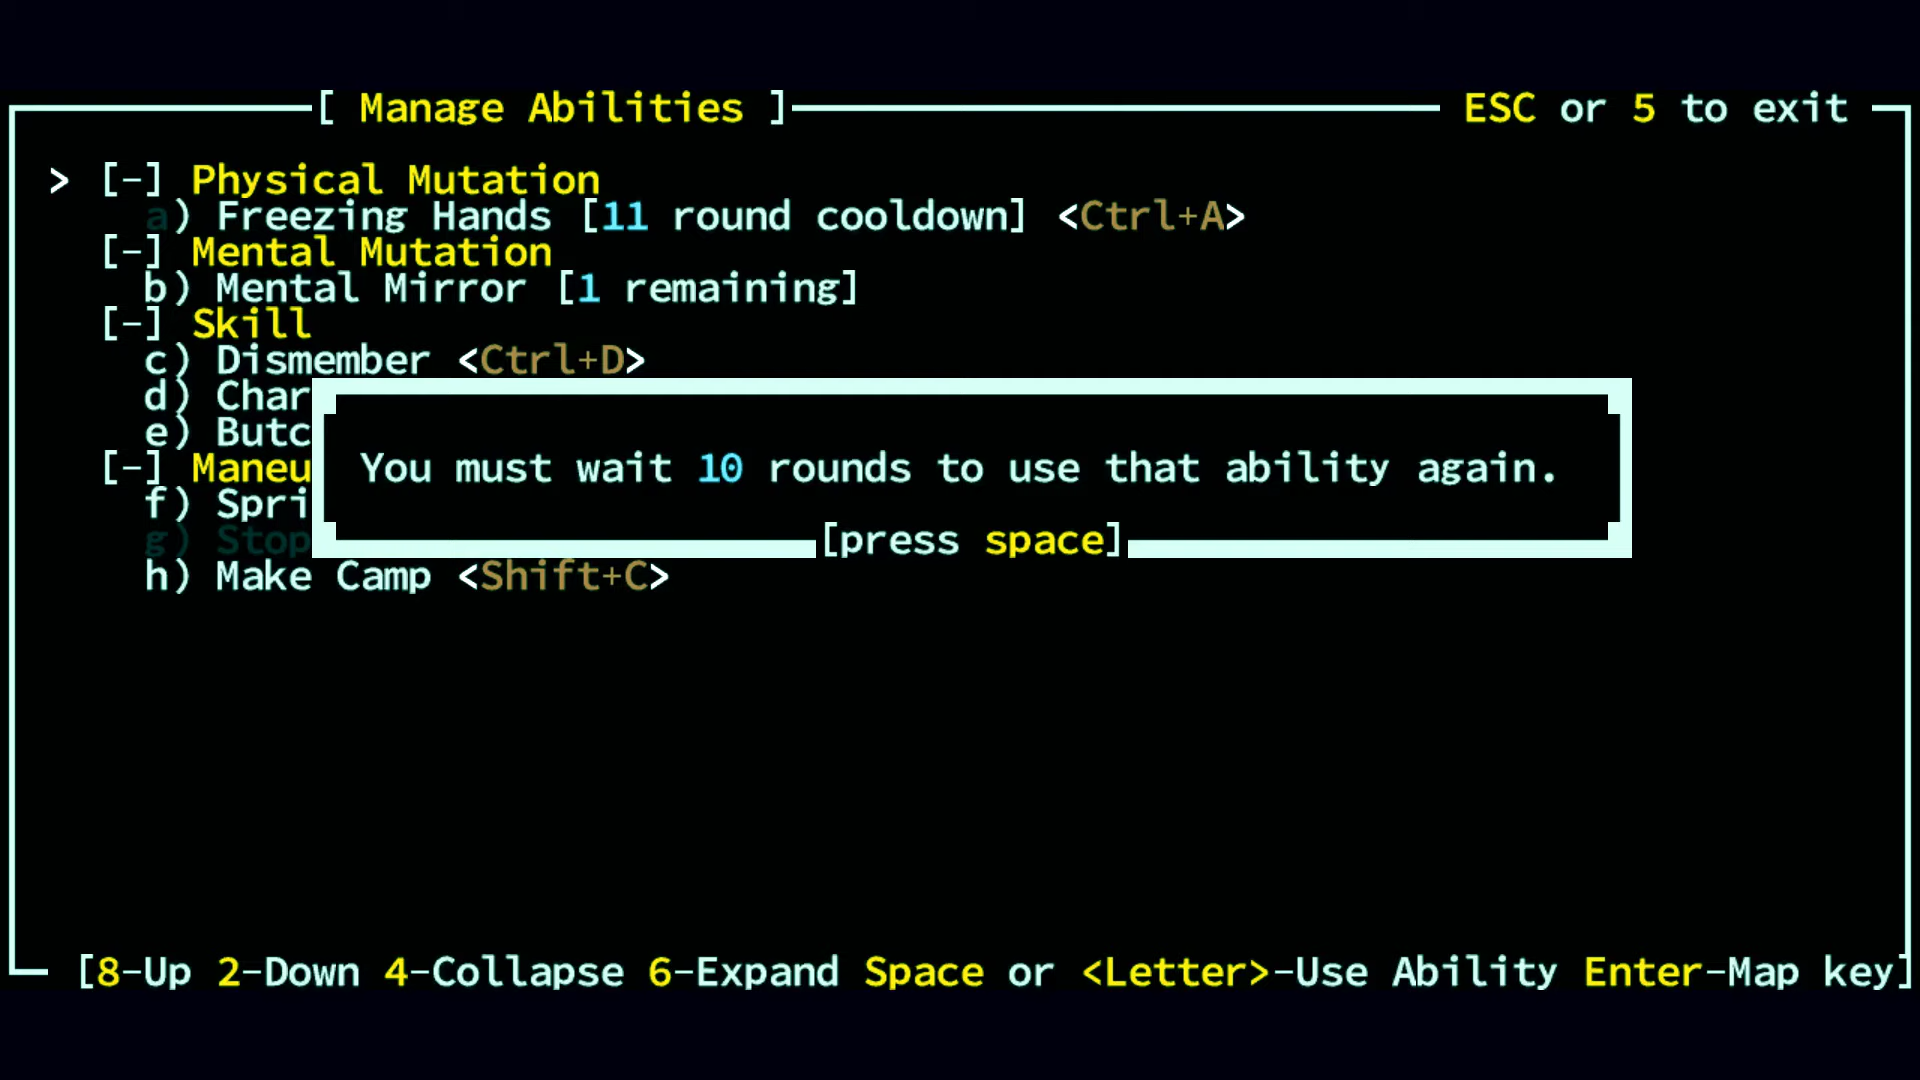 [ Manage Abilities ] ESC or 5 to exit
> [-] Physical Mutation
a) Freezing Hands [11 round cooldown] <Ctrl+A>
[-] Mental Mutation
b) Mental Mirror [1 remaining]
[-] Skill
c) Dismember <Ctrl+D>
d) Char
e) Butc
[-] Maneu
f) Spri
g) Stop
h) Make Camp <Shift+C>
You must wait 10 rounds to use that ability again.
[press space]
[8-Up 2-Down 4-Collapse 6-Expand Space or <Letter>-Use Ability Enter-Map key]